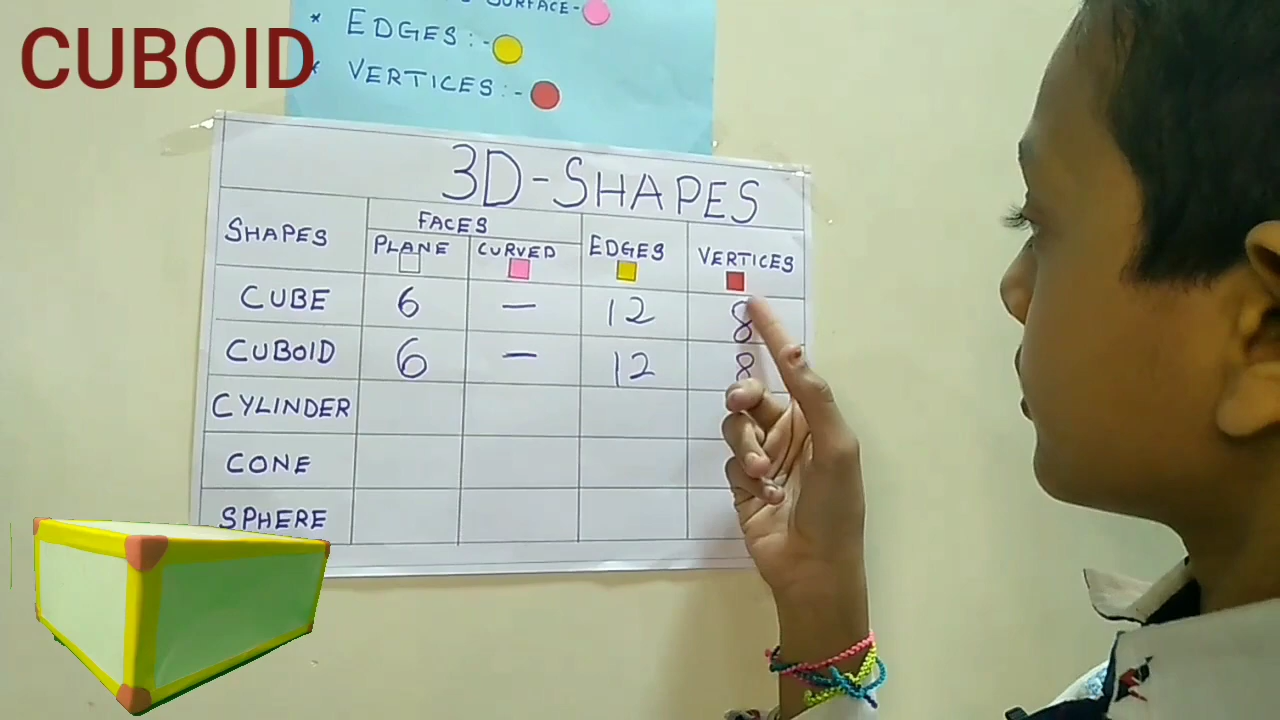 CUBOID
SURFACE-
* EDGES:-
* VERTICES:-
3D-SHAPES
SHAPES FACES EDGES VERTICES
PLANE CURVED
CUBE 6 — 12 8
CUBOID 6 — 12 8
CYLINDER
CONE
SPHERE